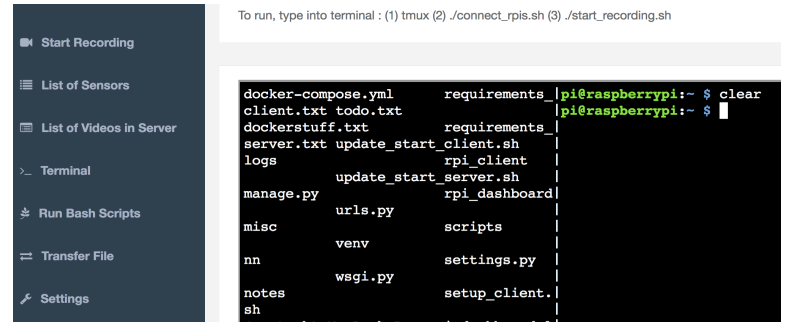 To run, type into terminal : (1) tmux (2) ./connect_rpis.sh (3) ./start_recording.sh
Start Recording
List of Sensors
List of Videos in Server
>_ Terminal
Run Bash Scripts
Transfer File
Settings
docker-compose.yml requirements_
client.txt todo.txt
dockerstuff.txt requirements_
server.txt update_start_client.sh
logs rpi_client
update_start_server.sh
manage.py rpi_dashboard
urls.py
misc scripts
venv
nn settings.py
wsgi.py
notes setup_client.
sh
pi@raspberrypi:~ $ clear
pi@raspberrypi:~ $